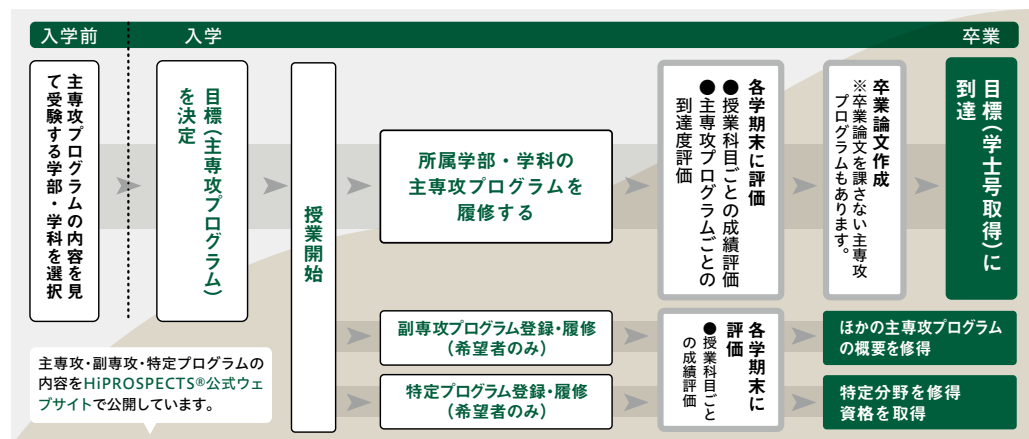 入学前
入学
卒業
主専攻プログラムの内容を見
て受験する学部・学科を選択
目標(主専攻プログラム)
を決定
授業開始
所属学部・学科の
主専攻プログラムを
履修する
各学期末に評価
●授業科目ごとの成績評価
●主専攻プログラムごとの
到達度評価
卒業論文作成
※卒業論文を課さない主専攻
プログラムもあります。
目標(学士号取得)に
到達
副専攻プログラム登録・履修
(希望者のみ)
特定プログラム登録・履修
(希望者のみ)
各学期末に
評価
●授業科目ごと
の成績評価
ほかの主専攻プログラム
の概要を修得
特定分野を修得
資格を取得
主専攻・副専攻・特定プログラムの
内容をHiPROSPECTS®公式ウェ
ブサイトで公開しています。